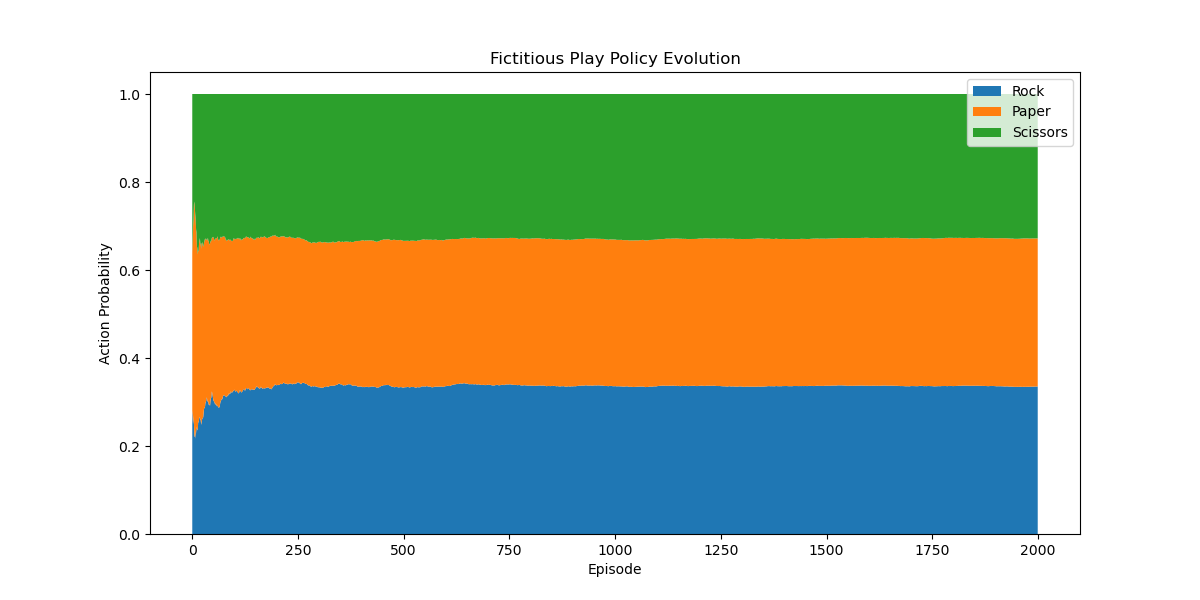 Fictitious Play Policy Evolution
Rock
Paper
Scissors
1.0
0.8
0.6
0.4
0.2
0.0
Action Probability
0 250 500 750 1000 1250 1500 1750 2000
Episode